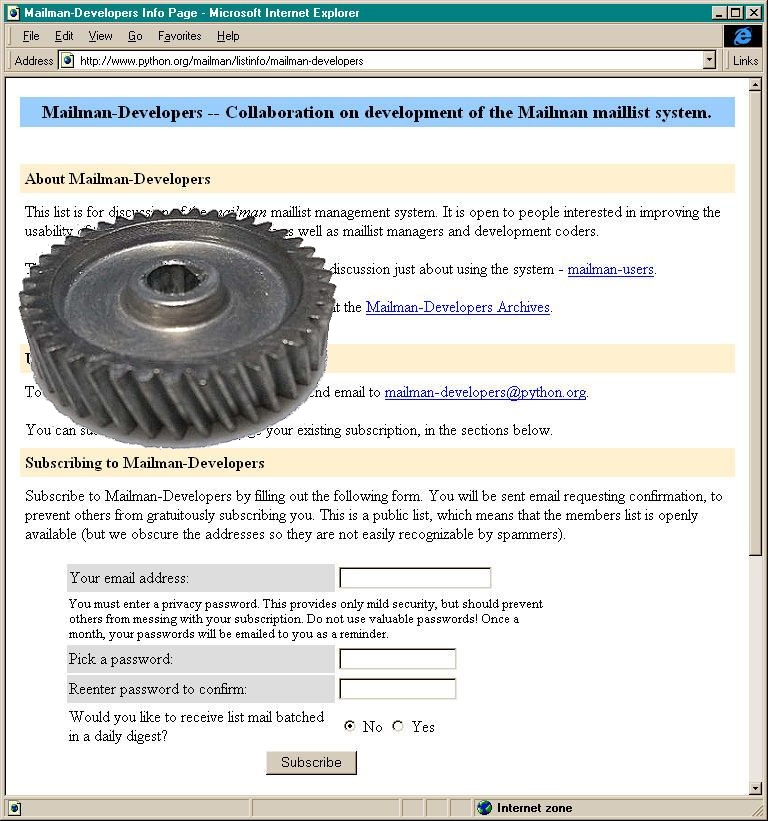 Mailman-Developers Info Page - Microsoft Internet Explorer
File Edit View Go Favorites Help
Address http://www.python.org/mailman/listinfo/mailman-developers Links
Mailman-Developers -- Collaboration on development of the Mailman maillist system.
About Mailman-Developers
This list is for discussion of the mailman maillist management system. It is open to people interested in improving the
usability as well as maillist managers and development coders.
discussion just about using the system - mailman-users.
the Mailman-Developers Archives.
To send email to mailman-developers@python.org.
You can your existing subscription, in the sections below.
Subscribing to Mailman-Developers
Subscribe to Mailman-Developers by filling out the following form. You will be sent email requesting confirmation, to
prevent others from gratuitously subscribing you. This is a public list, which means that the members list is openly
available (but we obscure the addresses so they are not easily recognizable by spammers).
Your email address:
You must enter a privacy password. This provides only mild security, but should prevent
others from messing with your subscription. Do not use valuable passwords! Once a
month, your passwords will be emailed to you as a reminder.
Pick a password:
Reenter password to confirm:
Would you like to receive list mail batched
in a daily digest? No Yes
Subscribe
Internet zone